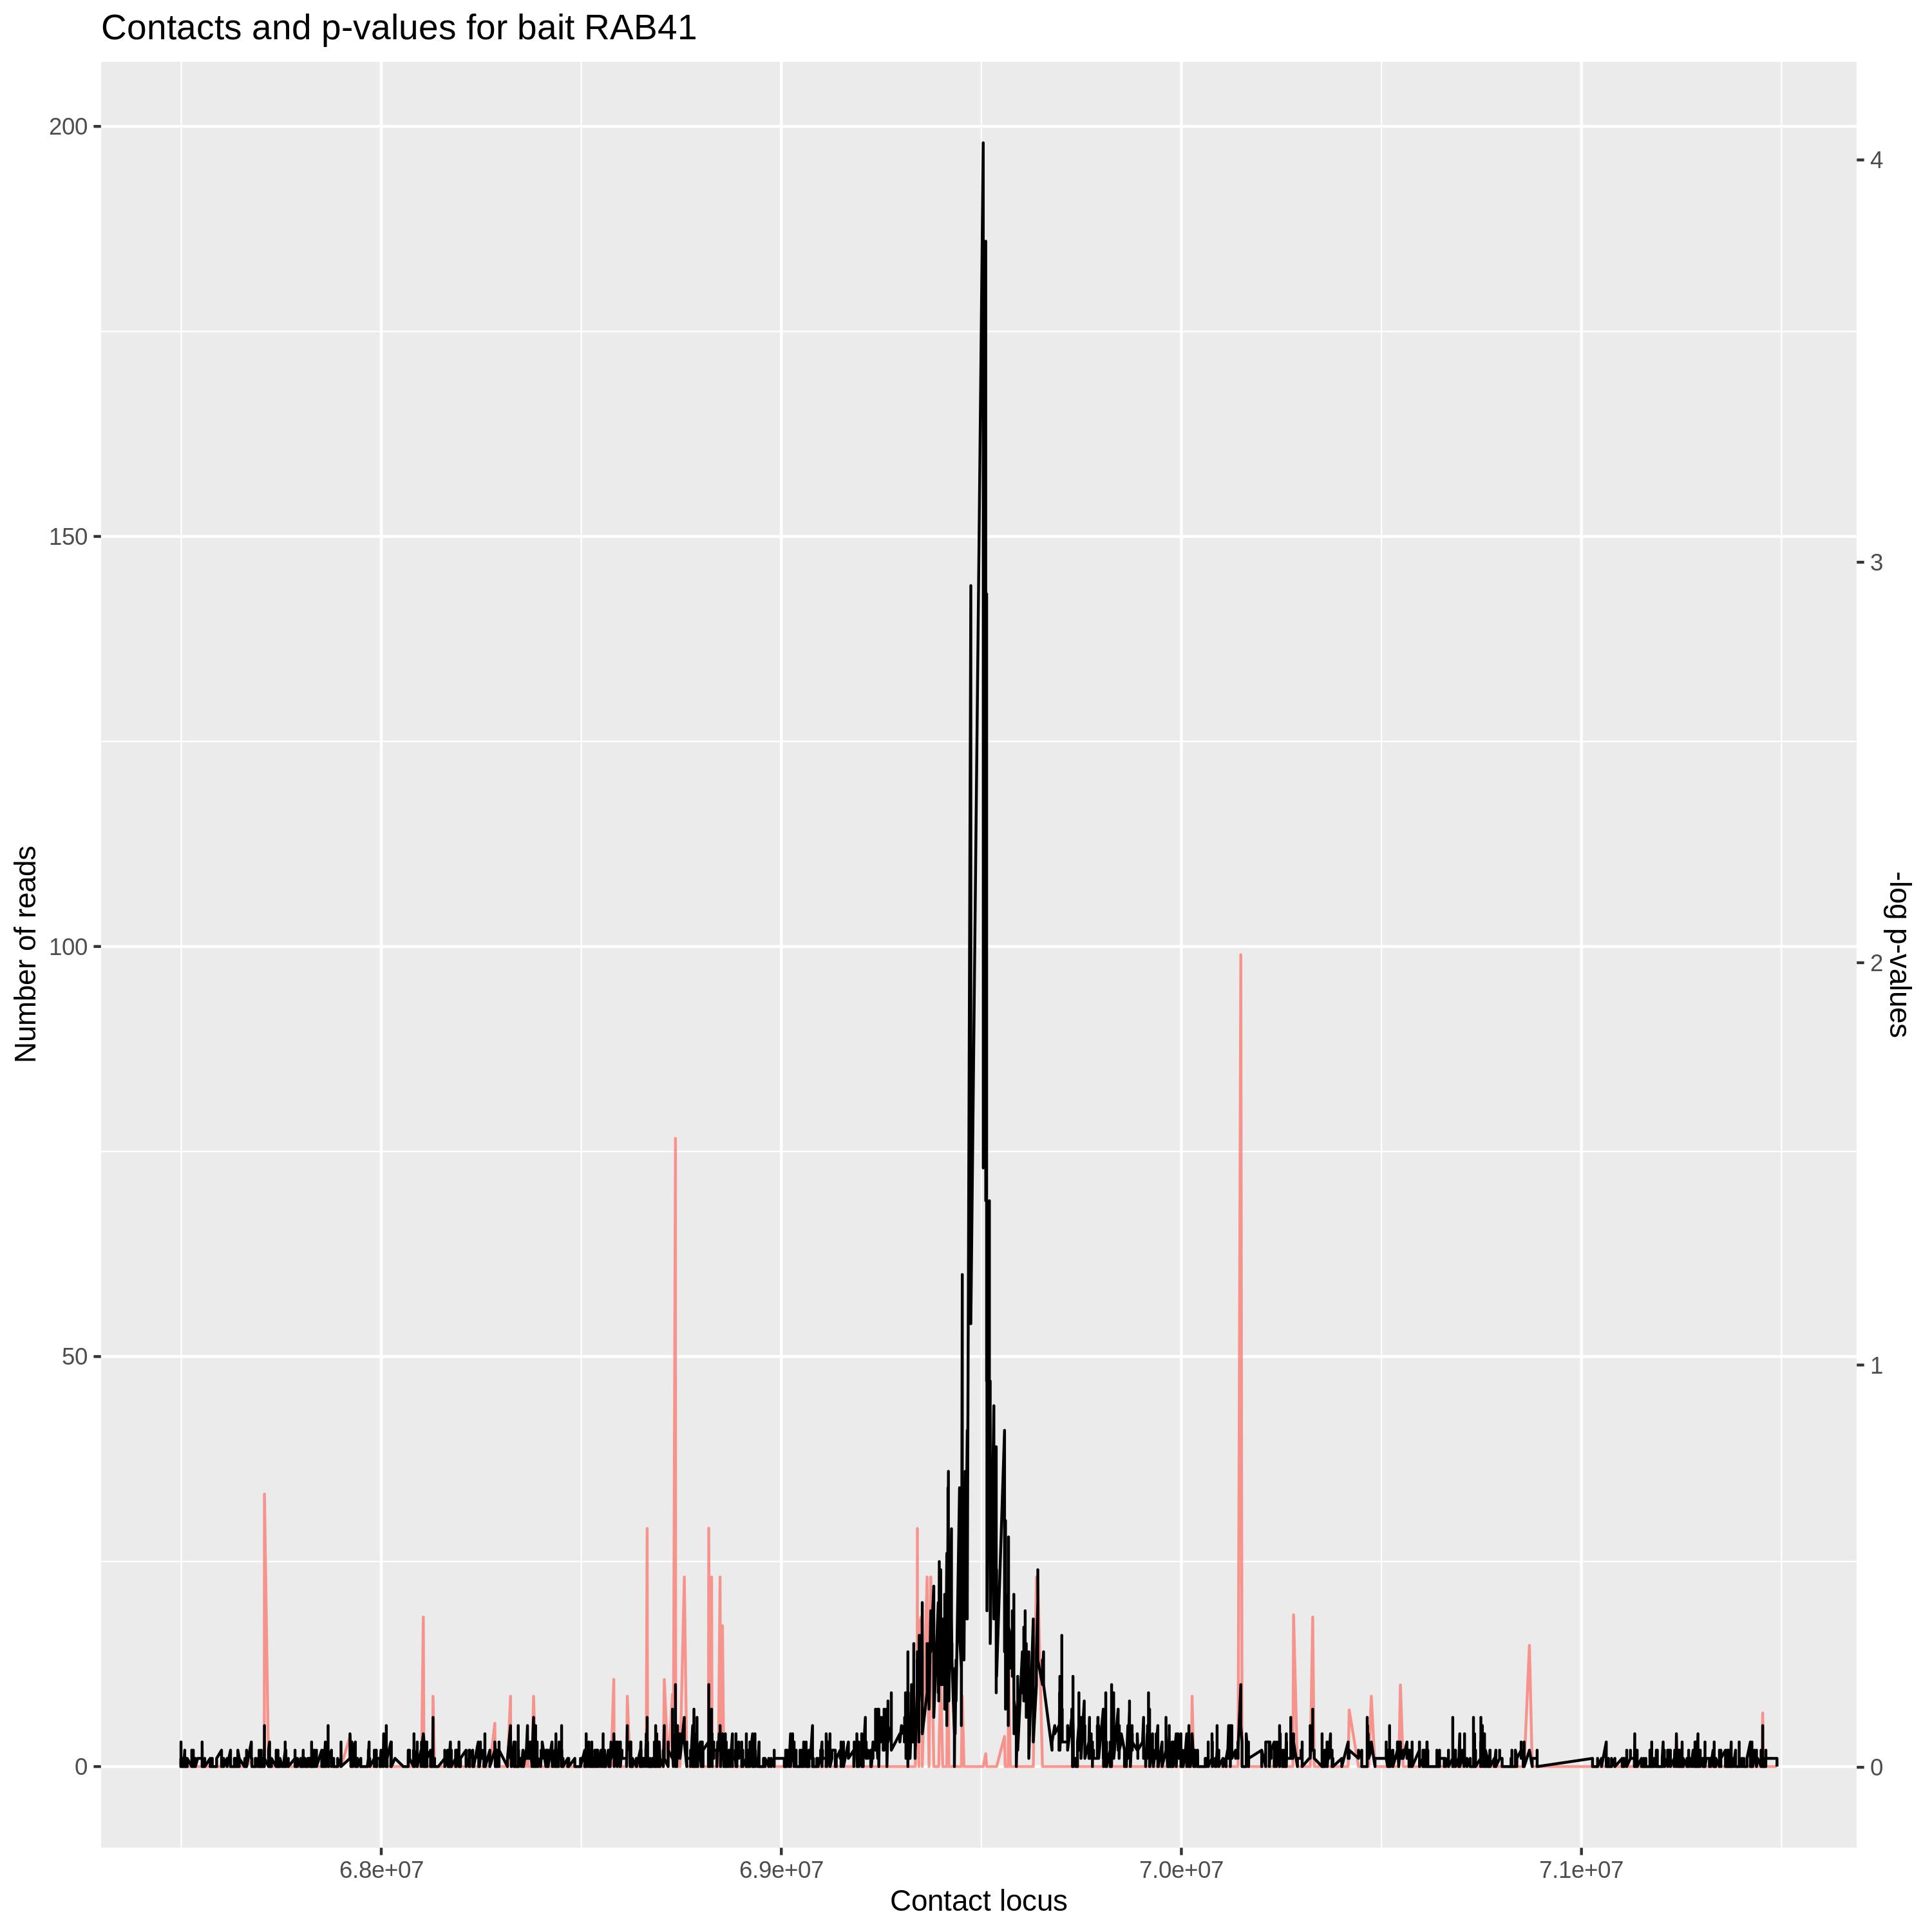 Contacts and p-values for bait RAB41
200
150
100
50
0
Number of reads
4
3
2
1
0
-log p-values
6.8e+07 6.9e+07 7.0e+07 7.1e+07
Contact locus